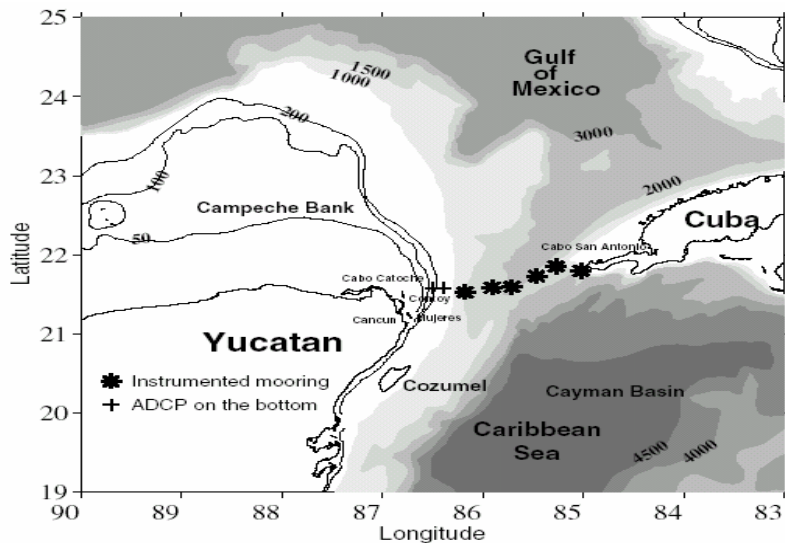 25
24
23
22
21
20
19
Latitude
1500
1000
Gulf
of
Mexico
200
3000
100
2000
Campeche Bank
Cuba
50
Cabo San Antonio
Cabo Catoche
Contoy
Cancun
Mujeres
Yucatan
Instrumented mooring
Cozumel
Cayman Basin
ADCP on the bottom
Caribbean
Sea
4500
4000
90
89
88
87
86
85
84
83
Longitude